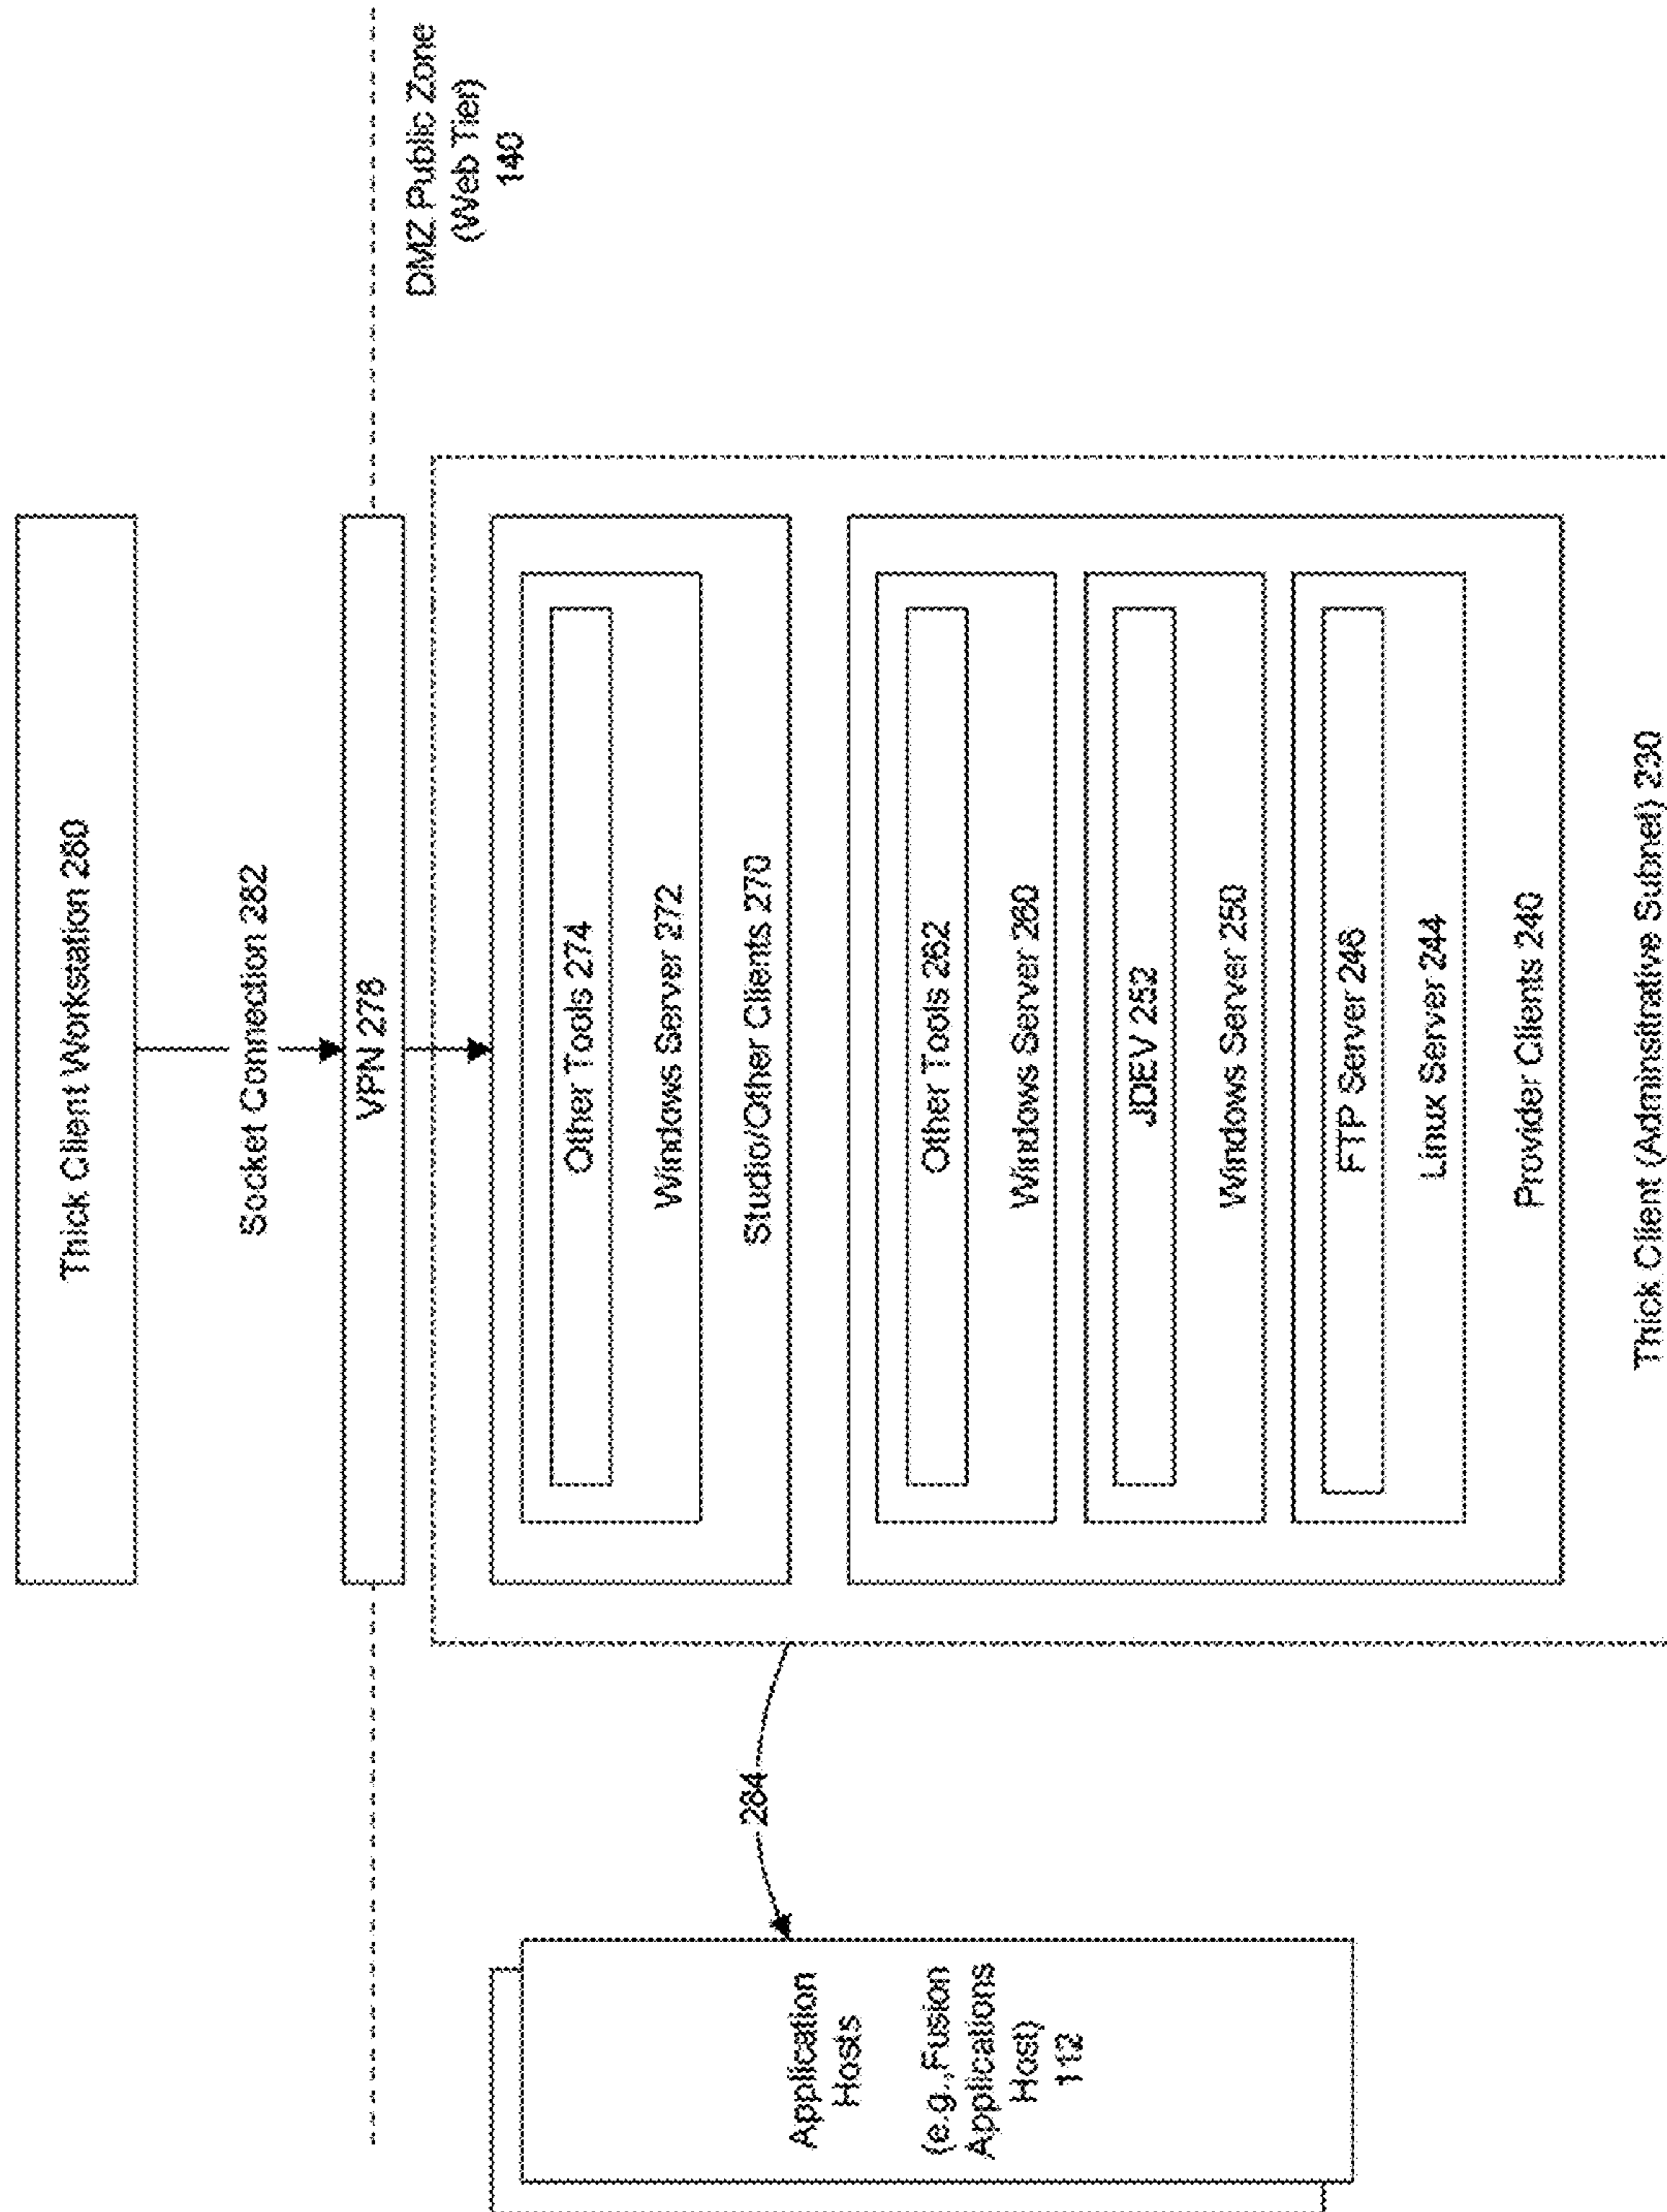 Thick Client Workstation 280
Socket Connection 282
VPN 278
DMZ Public Zone
(Web Tier)
140
Other Tools 274
Windows Server 272
Studio/Other Clients 270
284
Application
Hosts
(e.g.,Fusion
Applications
Host)
112
Other Tools 262
Windows Server 260
JDEV 252
Windows Server 250
FTP Server 246
Linux Server 244
Provider Clients 240
Thick Client (Adminsitrative Subnet) 230